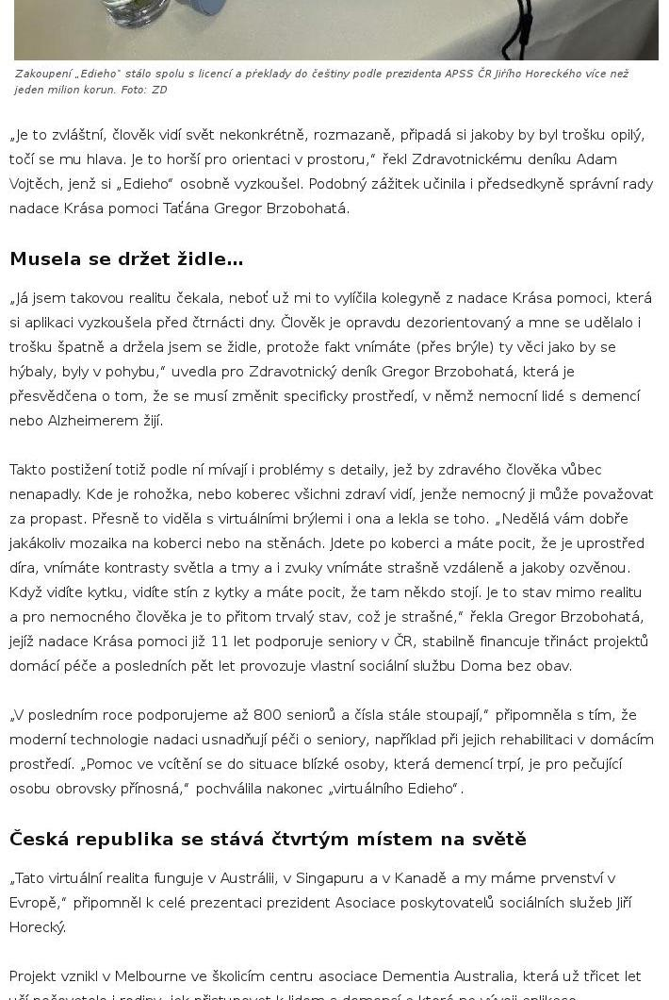 Zakoupení „Edieho“ stálo spolu s licencí a překlady do češtiny podle prezidenta APSS ČR Jiřího Horeckého více než
jeden milion korun. Foto: ZD
„Je to zvláštní, člověk vidí svět nekonkrétně, rozmazaně, připadá si jakoby by byl trošku opilý,
točí se mu hlava. Je to horší pro orientaci v prostoru,“ řekl Zdravotnickému deníku Adam
Vojtěch, jenž si „Edieho“ osobně vyzkoušel. Podobný zážitek učinila i předsedkyně správní rady
nadace Krása pomoci Taťána Gregor Brzobohatá.
Musela se držet židle…
„Já jsem takovou realitu čekala, neboť už mi to vylíčila kolegyně z nadace Krása pomoci, která
si aplikaci vyzkoušela před čtrnácti dny. Člověk je opravdu dezorientovaný a mne se udělalo i
trošku špatně a držela jsem se židle, protože fakt vnímáte (přes brýle) ty věci jako by se
hýbaly, byly v pohybu,“ uvedla pro Zdravotnický deník Gregor Brzobohatá, která je
přesvědčena o tom, že se musí změnit specificky prostředí, v němž nemocní lidé s demencí
nebo Alzheimerem žijí.
Takto postižení totiž podle ní mívají i problémy s detaily, jež by zdravého člověka vůbec
nenapadly. Kde je rohožka, nebo koberec všichni zdraví vidí, jenže nemocný ji může považovat
za propast. Přesně to viděla s virtuálními brýlemi i ona a lekla se toho. „Nedělá vám dobře
jakákoliv mozaika na koberci nebo na stěnách. Jdete po koberci a máte pocit, že je uprostřed
díra, vnímáte kontrasty světla a tmy a i zvuky vnímáte strašně vzdáleně a jakoby ozvěnou.
Když vidíte kytku, vidíte stín z kytky a máte pocit, že tam někdo stojí. Je to stav mimo realitu
a pro nemocného člověka je to přitom trvalý stav, což je strašné,“ řekla Gregor Brzobohatá,
jejíž nadace Krása pomoci již 11 let podporuje seniory v ČR, stabilně financuje třináct projektů
domácí péče a posledních pět let provozuje vlastní sociální službu Doma bez obav.
„V posledním roce podporujeme až 800 seniorů a čísla stále stoupají,“ připomněla s tím, že
moderní technologie nadaci usnadňují péči o seniory, například při jejich rehabilitaci v domácím
prostředí. „Pomoc ve vcítění se do situace blízké osoby, která demencí trpí, je pro pečující
osobu obrovsky přínosná,“ pochválila nakonec „virtuálního Edieho“.
Česká republika se stává čtvrtým místem na světě
„Tato virtuální realita funguje v Austrálii, v Singapuru a v Kanadě a my máme prvenství v
Evropě,“ připomněl k celé prezentaci prezident Asociace poskytovatelů sociálních služeb Jiří
Horecký.
Projekt vznikl v Melbourne ve školicím centru asociace Dementia Australia, která už třicet let